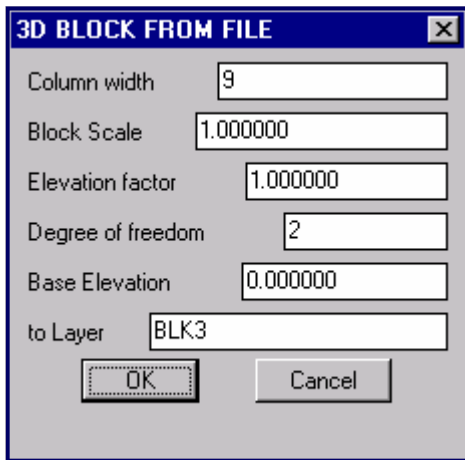 3D BLOCK FROM FILE
Column width 9
Block Scale 1.000000
Elevation factor 1.000000
Degree of freedom 2
Base Elevation 0.000000
to Layer BLK3
OK Cancel